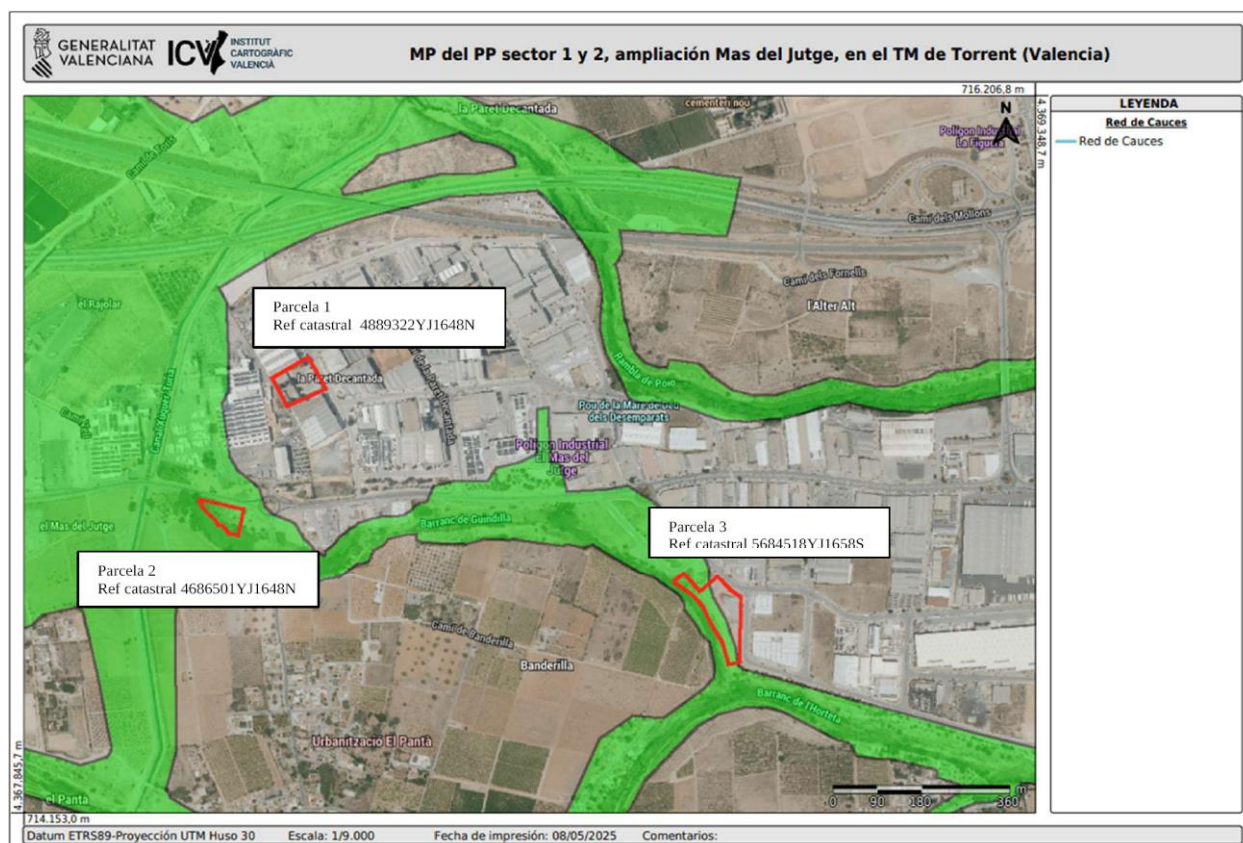 GENERALITAT
VALENCIANA
ICV
INSTITUT
CARTOGRÀFIC
VALENCIÀ
MP del PP sector 1 y 2, ampliación Mas del Jutge, en el TM de Torrent (Valencia)
716.206,8 m
4.369.348,7 m
N
LEYENDA
Red de Cauces
Red de Cauces
la Paret Decantada
cementeri nou
Polígon Industrial
La Figuera
Camí dels Molions
Camí dels Fornells
l'Alter Alt
el Rajolar
Parcela 1
Ref catastral 4889322YJ1648N
la Paret Decantada
Rambla de Poio
Pou de la Mare de Déu
dels Desemparats
Polígon Industrial
El Mas del
Jutge
el Mas del Jutge
Barranc de Guindilla
Parcela 3
Ref catastral 5684518YJ1658S
Parcela 2
Ref catastral 4686501YJ1648N
Camí de Banderilla
Banderilla
Barranc de l'Horteta
Urbanització El Pantà
el Pantà
4.367.845,7 m
714.153,0 m
0 90 180 360 m
Datum ETRS89-Proyección UTM Huso 30 Escala: 1/9.000 Fecha de impresión: 08/05/2025 Comentarios: